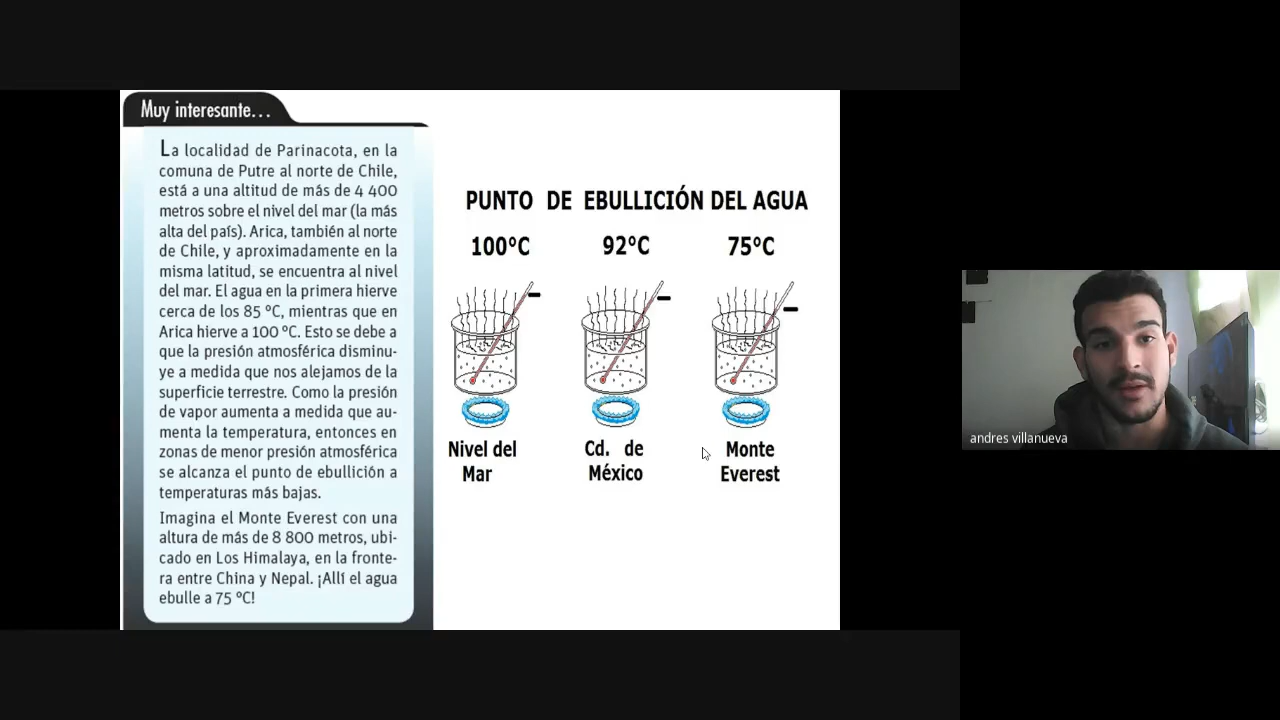 Muy interesante...
La localidad de Parinacota, en la
comuna de Putre al norte de Chile,
está a una altitud de más de 4 400
metros sobre el nivel del mar (la más
alta del país). Arica, también al norte
de Chile, y aproximadamente en la
misma latitud, se encuentra al nivel
del mar. El agua en la primera hierve
cerca de los 85 ºC, mientras que en
Arica hierve a 100 ºC. Esto se debe a
que la presión atmosférica disminu-
ye a medida que nos alejamos de la
superficie terrestre. Como la presión
de vapor aumenta a medida que au-
menta la temperatura, entonces en
zonas de menor presión atmosférica
se alcanza el punto de ebullición a
temperaturas más bajas.
Imagina el Monte Everest con una
altura de más de 8 800 metros, ubi-
cado en Los Himalaya, en la fronte-
ra entre China y Nepal. ¡Allí el agua
ebulle a 75 ºC!
PUNTO DE EBULLICIÓN DEL AGUA
100°C 92°C 75°C
Nivel del Mar
Cd. de México
Monte Everest
andres villanueva